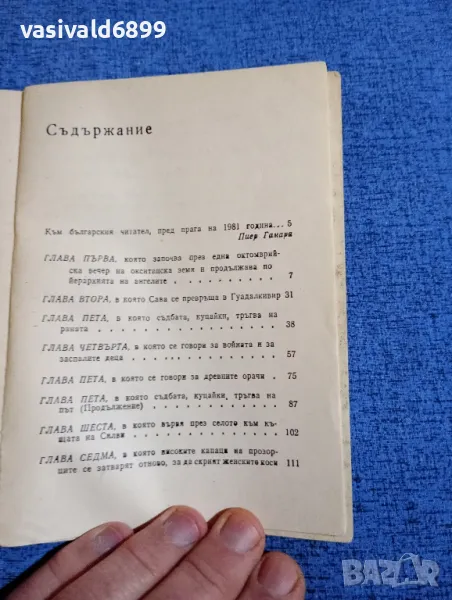 vasivald6899
Съдържание
Към българския читател, пред прага на 1981 година... 5
Пиер Гамара
ГЛАВА ПЪРВА, която започва през една октомврий-
ска вечер на окситанска земя и продължава по
йерархията на ангелите . . . . . . . . . . 7
ГЛАВА ВТОРА, в която Сава се превръща в Гуадалкивир 31
ГЛАВА ПЕТА, в която съдбата, куцайки, тръгва на
раната . . . . . . . . . . . . . . . . 38
ГЛАВА ЧЕТВЪРТА, в която се говори за войната и за
заспалите деца . . . . . . . . . . . . . 57
ГЛАВА ПЕТА, в която се говори за древните орачи . 75
ГЛАВА ПЕТА, в която съдбата, куцайки, тръгва на
път (Продължение) . . . . . . . . . . . . 87
ГЛАВА ШЕСТА, в която вървя през селото към къ-
щата на Силви . . . . . . . . . . . . . 102
ГЛАВА СЕДМА, в която високите капаци на прозор-
ците се затварят отново, за да скрият женските коси 111
BAZAR